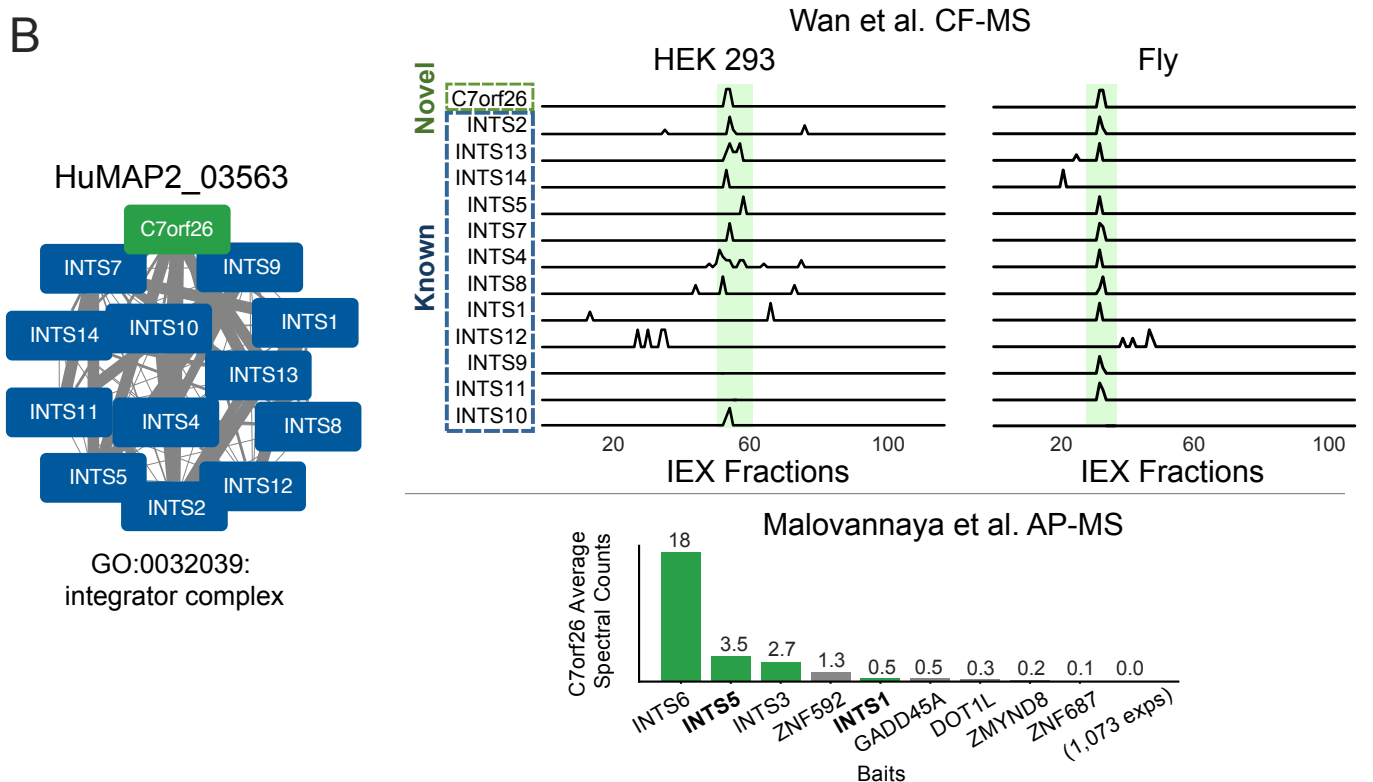 B
HuMAP2_03563
C7orf26
INTS7
INTS9
INTS14
INTS10
INTS1
INTS13
INTS11
INTS4
INTS8
INTS5
INTS12
INTS2
GO:0032039:
integrator complex
Wan et al. CF-MS
HEK 293
Fly
Novel
Known
C7orf26
INTS2
INTS13
INTS14
INTS5
INTS7
INTS4
INTS8
INTS1
INTS12
INTS9
INTS11
INTS10
20 60 100
20 60 100
IEX Fractions
IEX Fractions
Malovannaya et al. AP-MS
C7orf26 Average
Spectral Counts
18 3.5 2.7 1.3 0.5 0.5 0.3 0.2 0.1 0.0
INTS6
INTS5
INTS3
ZNF592
INTS1
GADD45A
DOT1L
ZMYND8
ZNF687
(1,073 exps)
Baits